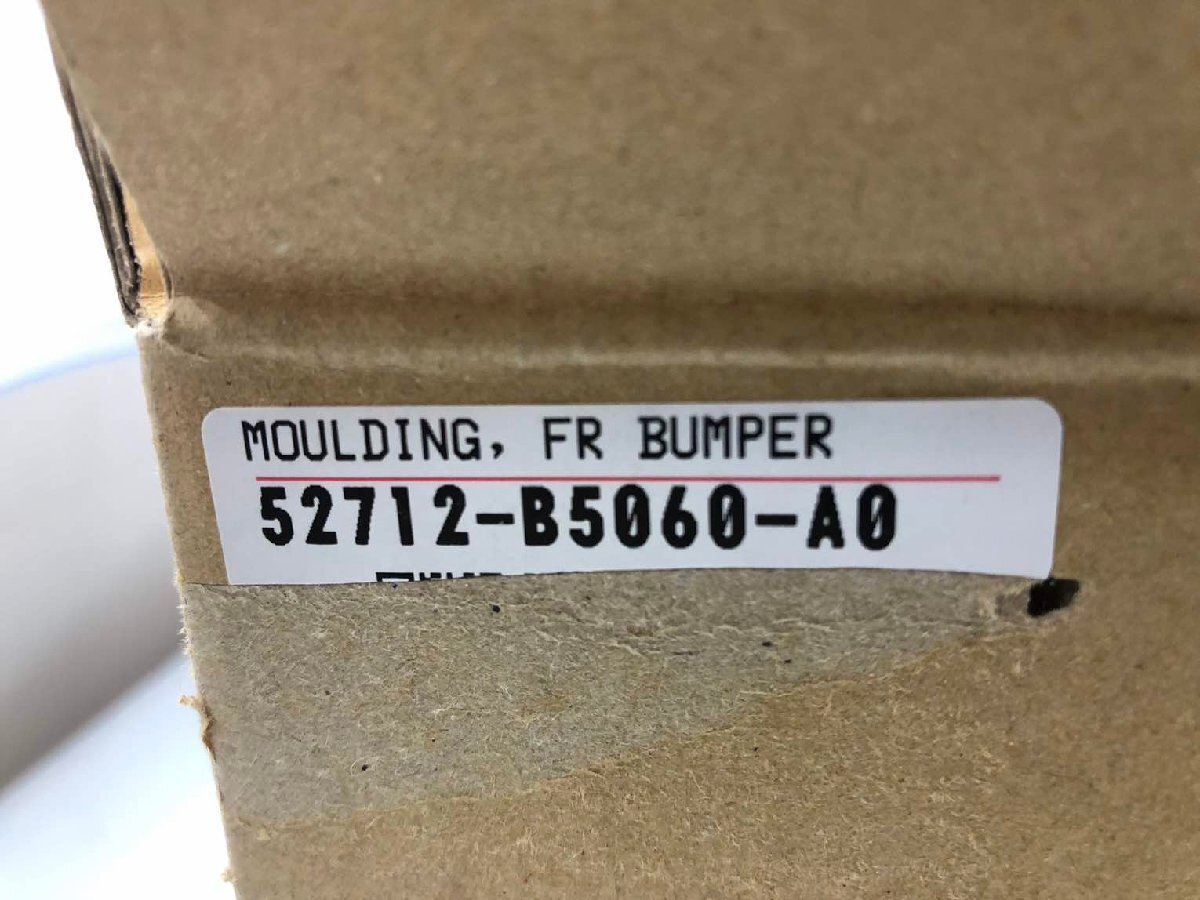 MOULDING, FR BUMPER
52712-B5060-A0